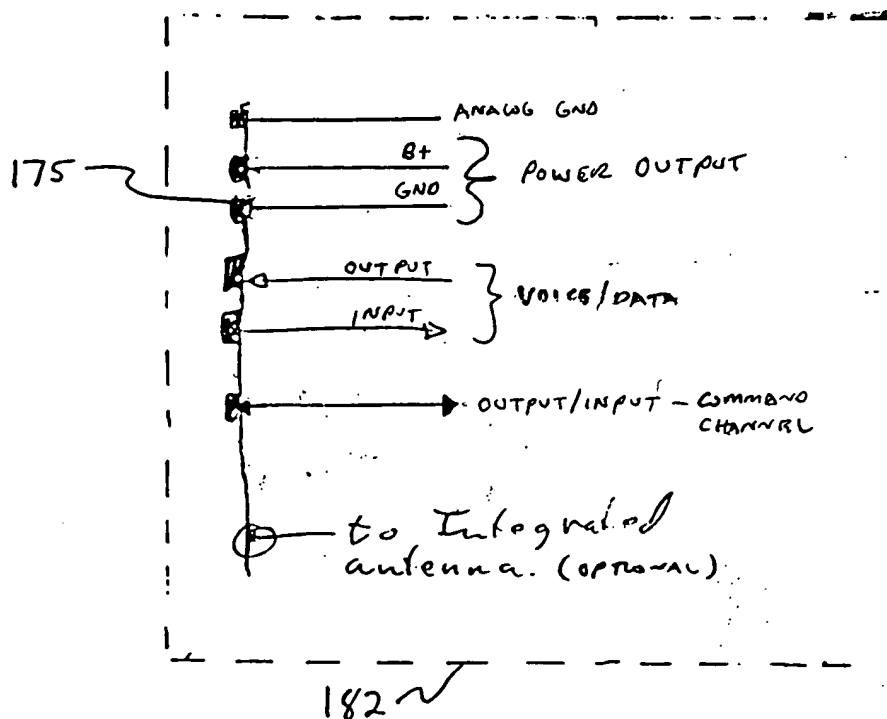 ANALOG GND
B+
175
POWER OUTPUT
GND
OUTPUT
VOICE/DATA
INPUT
OUTPUT/INPUT - COMMAND
CHANNEL
to Integrated
antenna. (OPTIONAL)
182